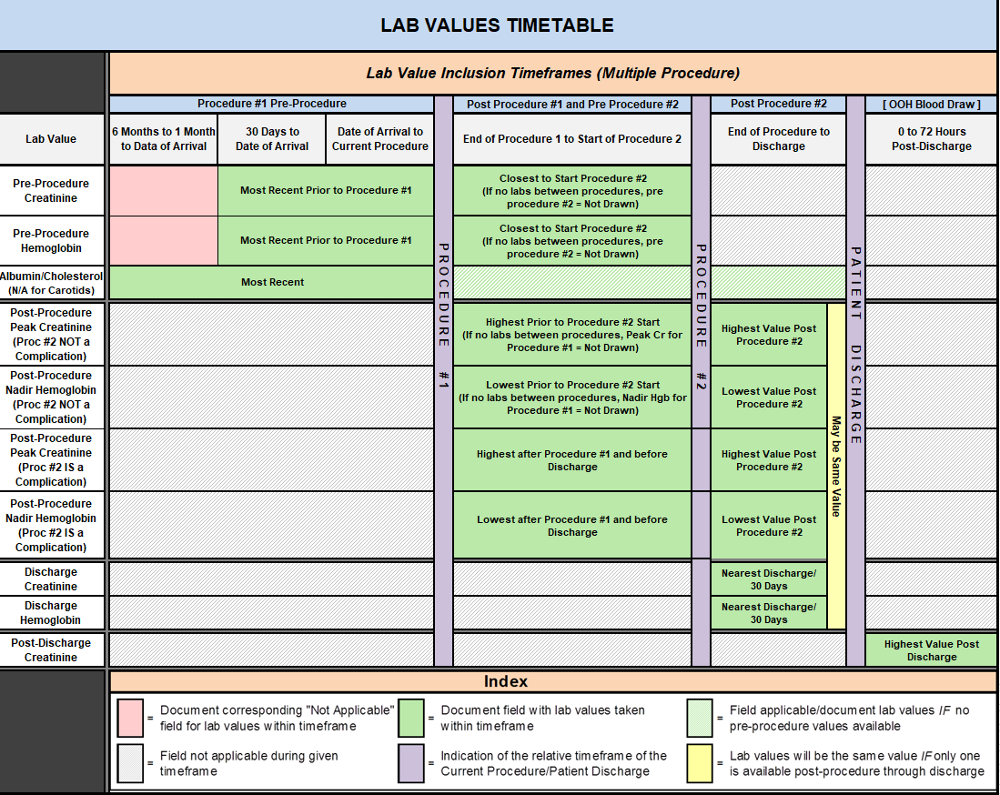 LAB VALUES TIMETABLE
Lab Value Inclusion Timeframes (Multiple Procedure)
Procedure #1 Pre-Procedure
Post Procedure #1 and Pre Procedure #2
Post Procedure #2
[ OOH Blood Draw ]
Lab Value
6 Months to 1 Month
to Data of Arrival
30 Days to
Date of Arrival
Date of Arrival to
Current Procedure
End of Procedure 1 to Start of Procedure 2
End of Procedure to
Discharge
0 to 72 Hours
Post-Discharge
PROCEDURE #1
PROCEDURE #2
PATIENT DISCHARGE
Pre-Procedure
Creatinine
Most Recent Prior to Procedure #1
Closest to Start Procedure #2
(If no labs between procedures, pre
procedure #2 = Not Drawn)
Pre-Procedure
Hemoglobin
Most Recent Prior to Procedure #1
Closest to Start Procedure #2
(If no labs between procedures, pre
procedure #2 = Not Drawn)
Albumin/Cholesterol
(N/A for Carotids)
Most Recent
Post-Procedure
Peak Creatinine
(Proc #2 NOT a
Complication)
Highest Prior to Procedure #2 Start
(If no labs between procedures, Peak Cr for
Procedure #1 = Not Drawn)
Highest Value Post
Procedure #2
May be Same Value
Post-Procedure
Nadir Hemoglobin
(Proc #2 NOT a
Complication)
Lowest Prior to Procedure #2 Start
(If no labs between procedures, Nadir Hgb for
Procedure #1 = Not Drawn)
Lowest Value Post
Procedure #2
Post-Procedure
Peak Creatinine
(Proc #2 IS a
Complication)
Highest after Procedure #1 and before
Discharge
Highest Value Post
Procedure #2
Post-Procedure
Nadir Hemoglobin
(Proc #2 IS a
Complication)
Lowest after Procedure #1 and before
Discharge
Lowest Value Post
Procedure #2
Discharge
Creatinine
Nearest Discharge/
30 Days
Discharge
Hemoglobin
Nearest Discharge/
30 Days
Post-Discharge
Creatinine
Highest Value Post
Discharge
Index
= Document corresponding "Not Applicable"
field for lab values within timeframe
= Document field with lab values taken
within timeframe
= Field applicable/document lab values IF no
pre-procedure values available
= Field not applicable during given
timeframe
= Indication of the relative timeframe of the
Current Procedure/Patient Discharge
= Lab values will be the same value IF only one
is available post-procedure through discharge